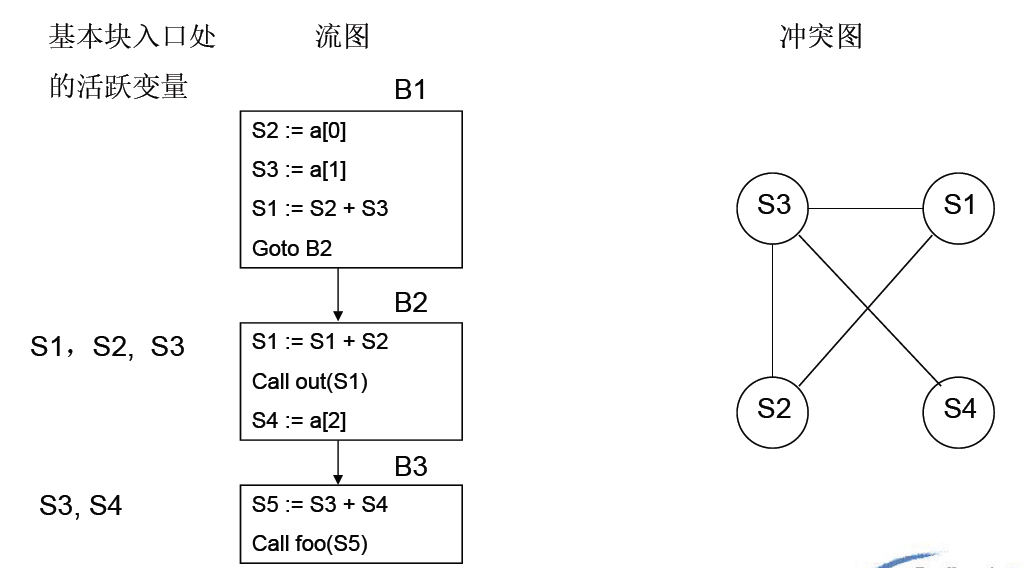 基本块入口处
的活跃变量
流图
冲突图
B1
S2 := a[0]
S3 := a[1]
S1 := S2 + S3
Goto B2
B2
S1，S2, S3
S1 := S1 + S2
Call out(S1)
S4 := a[2]
B3
S3, S4
S5 := S3 + S4
Call foo(S5)
S3
S1
S2
S4